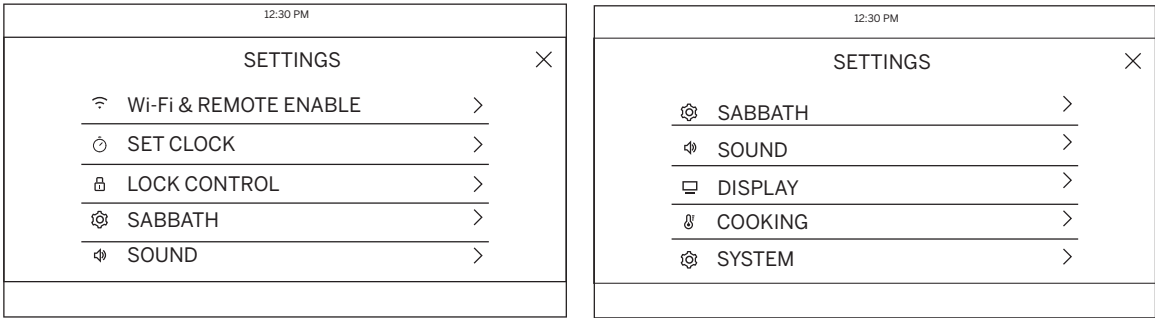 12:30 PM
SETTINGS
Wi-Fi & REMOTE ENABLE
SET CLOCK
LOCK CONTROL
SABBATH
SOUND
12:30 PM
SETTINGS
SABBATH
SOUND
DISPLAY
COOKING
SYSTEM